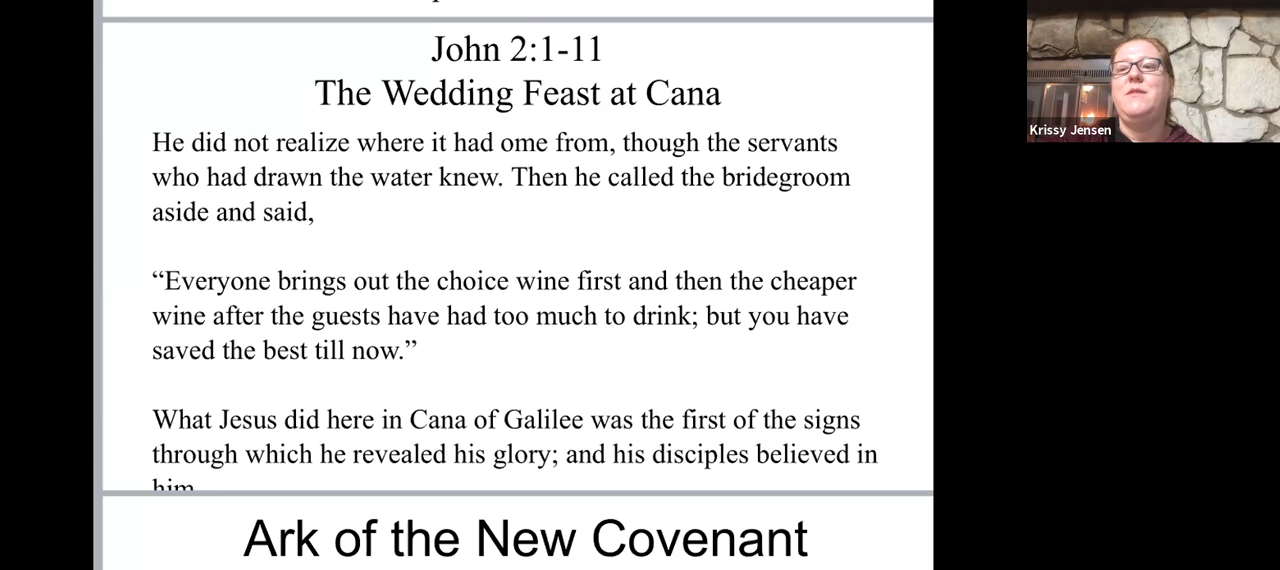 John 2:1-11
The Wedding Feast at Cana
He did not realize where it had ome from, though the servants
who had drawn the water knew. Then he called the bridegroom
aside and said,
“Everyone brings out the choice wine first and then the cheaper
wine after the guests have had too much to drink; but you have
saved the best till now.”
What Jesus did here in Cana of Galilee was the first of the signs
through which he revealed his glory; and his disciples believed in
him
Ark of the New Covenant
Krissy Jensen